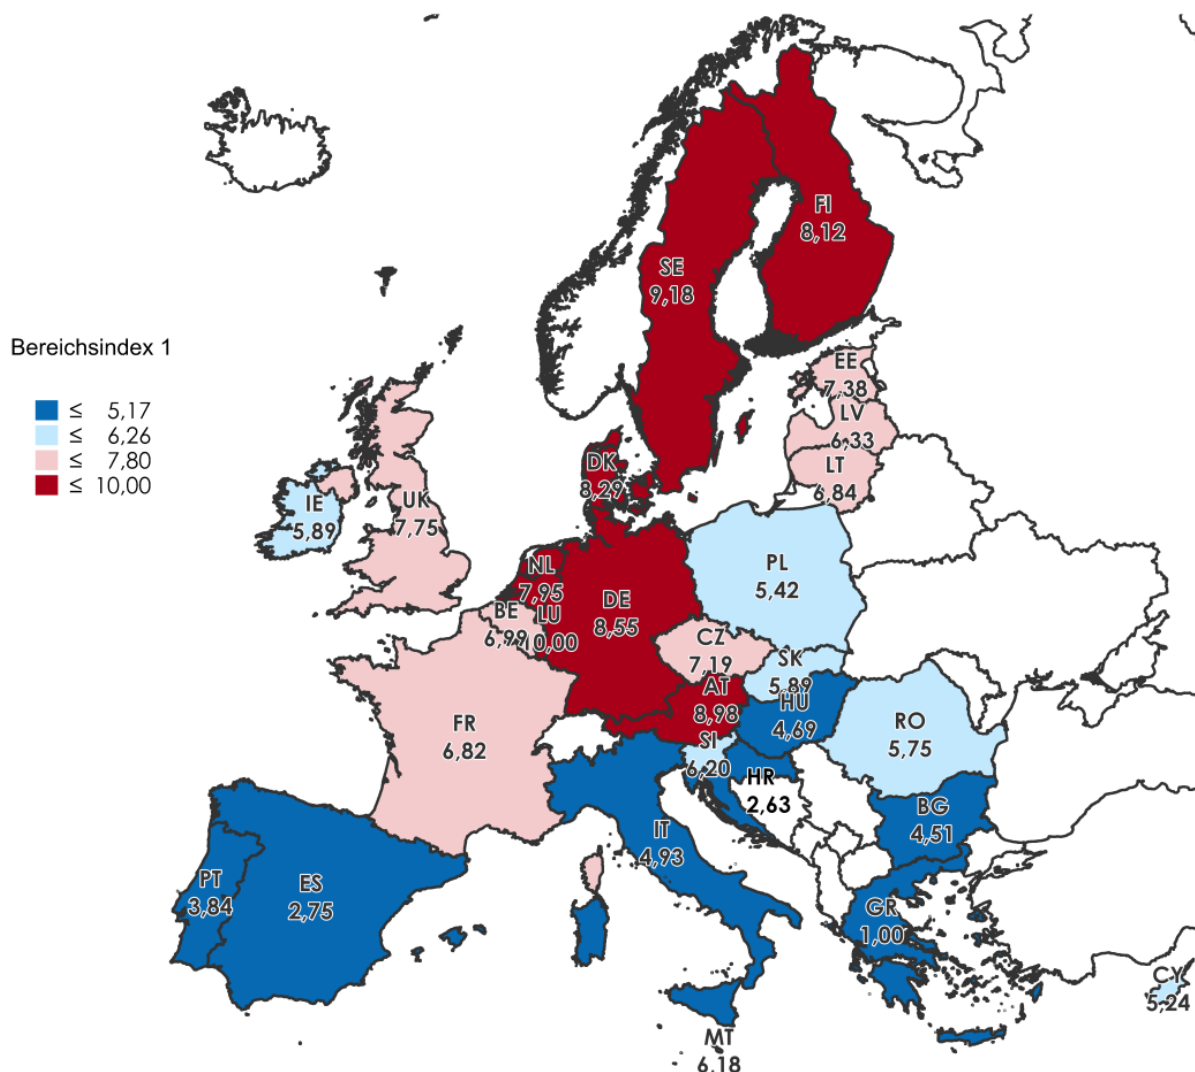 FI
8,12
SE
9,18
Bereichsindex 1
≤ 5,17
≤ 6,26
≤ 7,80
≤ 10,00
EE
7,38
LV
6,33
LT
6,84
DK
8,29
IE
5,89
UK
7,75
NL
7,95
BE
6,99
LU
10,00
DE
8,55
PL
5,42
CZ
7,19
SK
5,89
AT
8,98
HU
4,69
FR
6,82
SI
6,20
RO
5,75
HR
2,63
BG
4,51
IT
4,93
PT
3,84
ES
2,75
GR
1,00
CY
5,24
MT
6,18